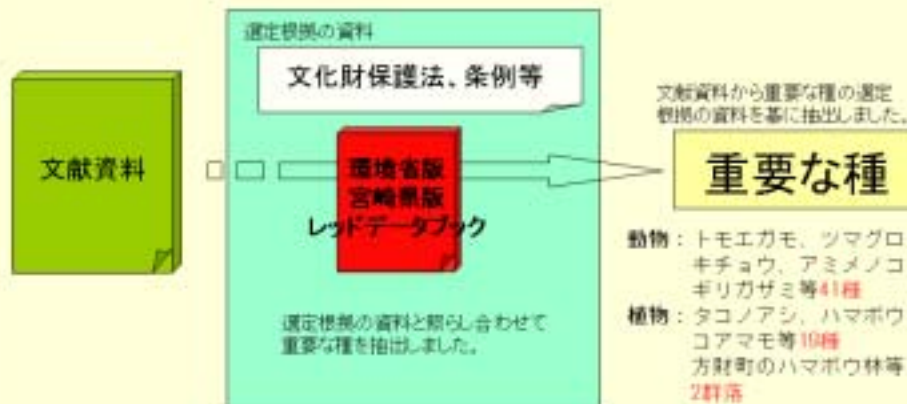 文献資料
選定根拠の資料
文化財保護法、条例等
環境省版
宮崎県版
レッドデータブック
選定根拠の資料と照らし合わせて
重要な種を抽出しました。
文献資料から重要な種の選定
根拠の資料を基に抽出しました。
重要な種
動物：トモエガモ、ツマグロ
キチョウ、アミメノコ
ギリガザミ等41種
植物：タコノアシ、ハマボウ
コアマモ等19種
方財町のハマボウ林等
2群落